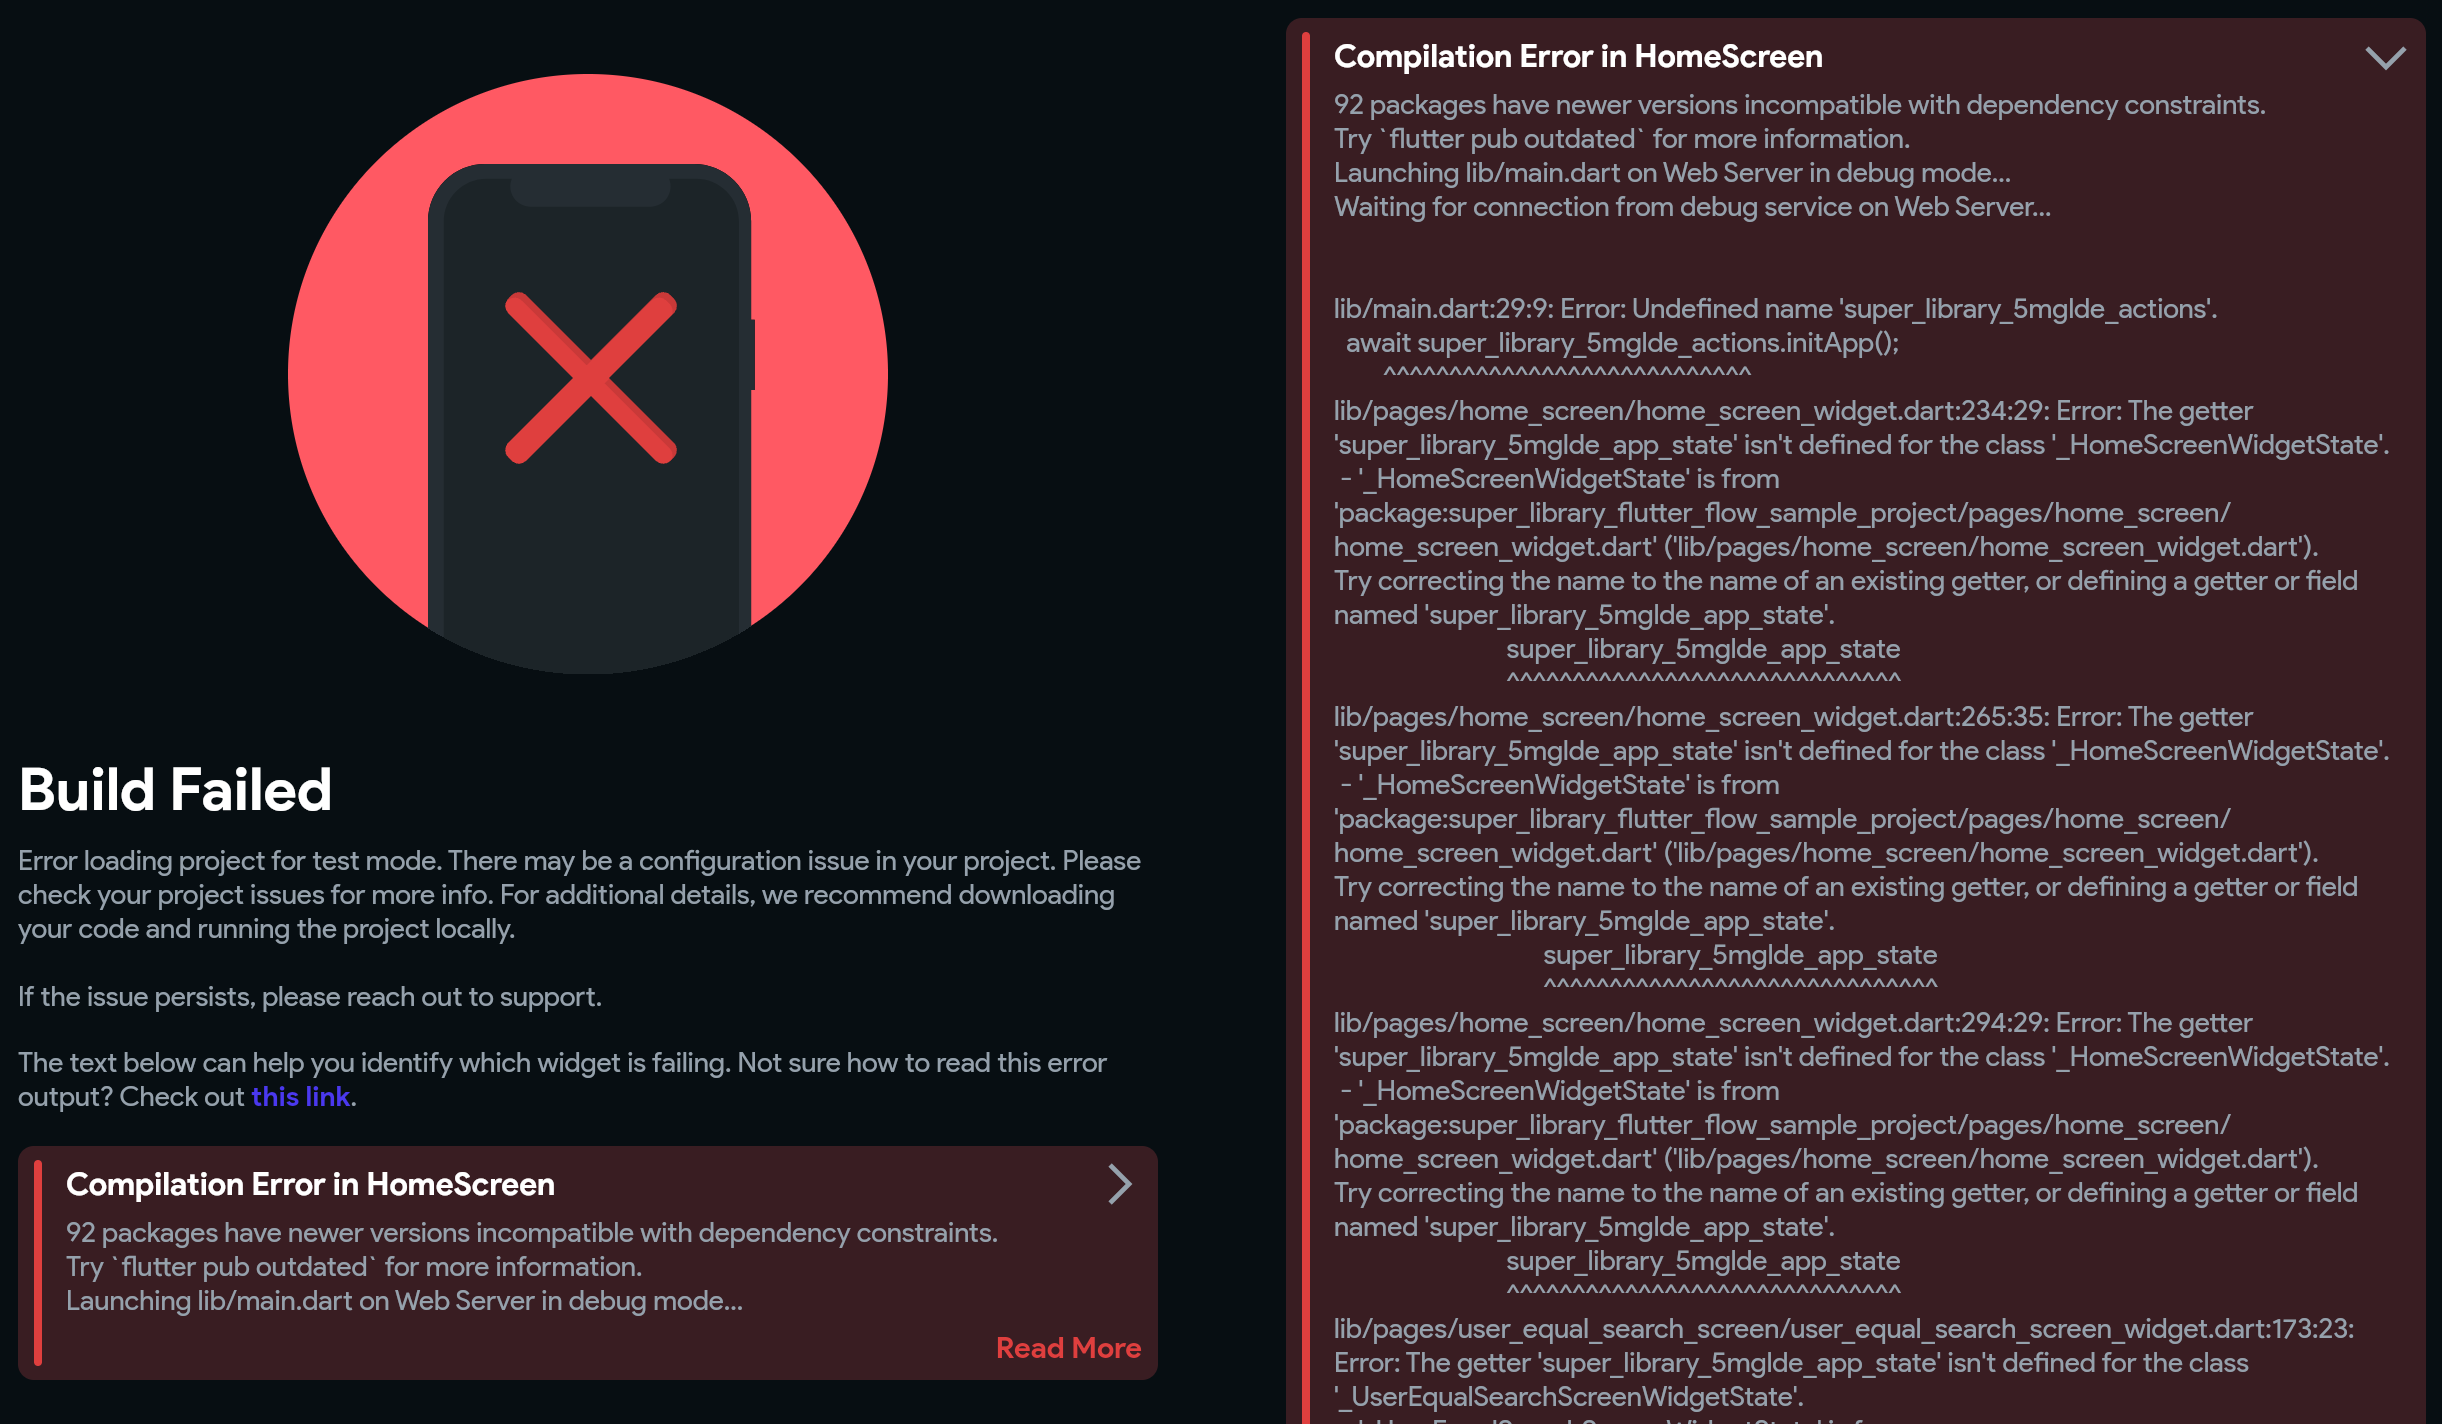 Build Failed
Error loading project for test mode. There may be a configuration issue in your project. Please
check your project issues for more info. For additional details, we recommend downloading
your code and running the project locally.
If the issue persists, please reach out to support.
The text below can help you identify which widget is failing. Not sure how to read this error
output? Check out this link.
Compilation Error in HomeScreen
92 packages have newer versions incompatible with dependency constraints.
Try `flutter pub outdated` for more information.
Launching lib/main.dart on Web Server in debug mode...
Read More
Compilation Error in HomeScreen
92 packages have newer versions incompatible with dependency constraints.
Try `flutter pub outdated` for more information.
Launching lib/main.dart on Web Server in debug mode...
Waiting for connection from debug service on Web Server...
lib/main.dart:29:9: Error: Undefined name 'super_library_5mglde_actions'.
await super_library_5mglde_actions.initApp();
^^^^^^^^^^^^^^^^^^^^^^^^^^^^
lib/pages/home_screen/home_screen_widget.dart:234:29: Error: The getter
'super_library_5mglde_app_state' isn't defined for the class '_HomeScreenWidgetState'.
- '_HomeScreenWidgetState' is from
'package:super_library_flutter_flow_sample_project/pages/home_screen/
home_screen_widget.dart' ('lib/pages/home_screen/home_screen_widget.dart').
Try correcting the name to the name of an existing getter, or defining a getter or field
named 'super_library_5mglde_app_state'.
super_library_5mglde_app_state
^^^^^^^^^^^^^^^^^^^^^^^^^^^^^^
lib/pages/home_screen/home_screen_widget.dart:265:35: Error: The getter
'super_library_5mglde_app_state' isn't defined for the class '_HomeScreenWidgetState'.
- '_HomeScreenWidgetState' is from
'package:super_library_flutter_flow_sample_project/pages/home_screen/
home_screen_widget.dart' ('lib/pages/home_screen/home_screen_widget.dart').
Try correcting the name to the name of an existing getter, or defining a getter or field
named 'super_library_5mglde_app_state'.
super_library_5mglde_app_state
^^^^^^^^^^^^^^^^^^^^^^^^^^^^^^
lib/pages/home_screen/home_screen_widget.dart:294:29: Error: The getter
'super_library_5mglde_app_state' isn't defined for the class '_HomeScreenWidgetState'.
- '_HomeScreenWidgetState' is from
'package:super_library_flutter_flow_sample_project/pages/home_screen/
home_screen_widget.dart' ('lib/pages/home_screen/home_screen_widget.dart').
Try correcting the name to the name of an existing getter, or defining a getter or field
named 'super_library_5mglde_app_state'.
super_library_5mglde_app_state
^^^^^^^^^^^^^^^^^^^^^^^^^^^^^^
lib/pages/user_equal_search_screen/user_equal_search_screen_widget.dart:173:23:
Error: The getter 'super_library_5mglde_app_state' isn't defined for the class
'_UserEqualSearchScreenWidgetState'.